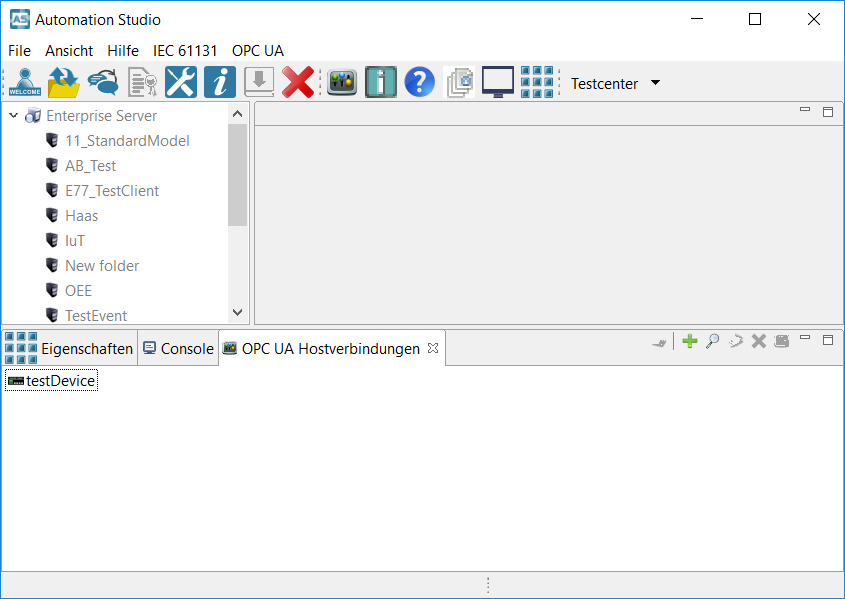 Automation Studio
File Ansicht Hilfe IEC 61131 OPC UA
WELCOME
Testcenter
Enterprise Server
11_StandardModel
AB_Test
E77_TestClient
Haas
IuT
New folder
OEE
TestEvent
Eigenschaften Console OPC UA Hostverbindungen
testDevice